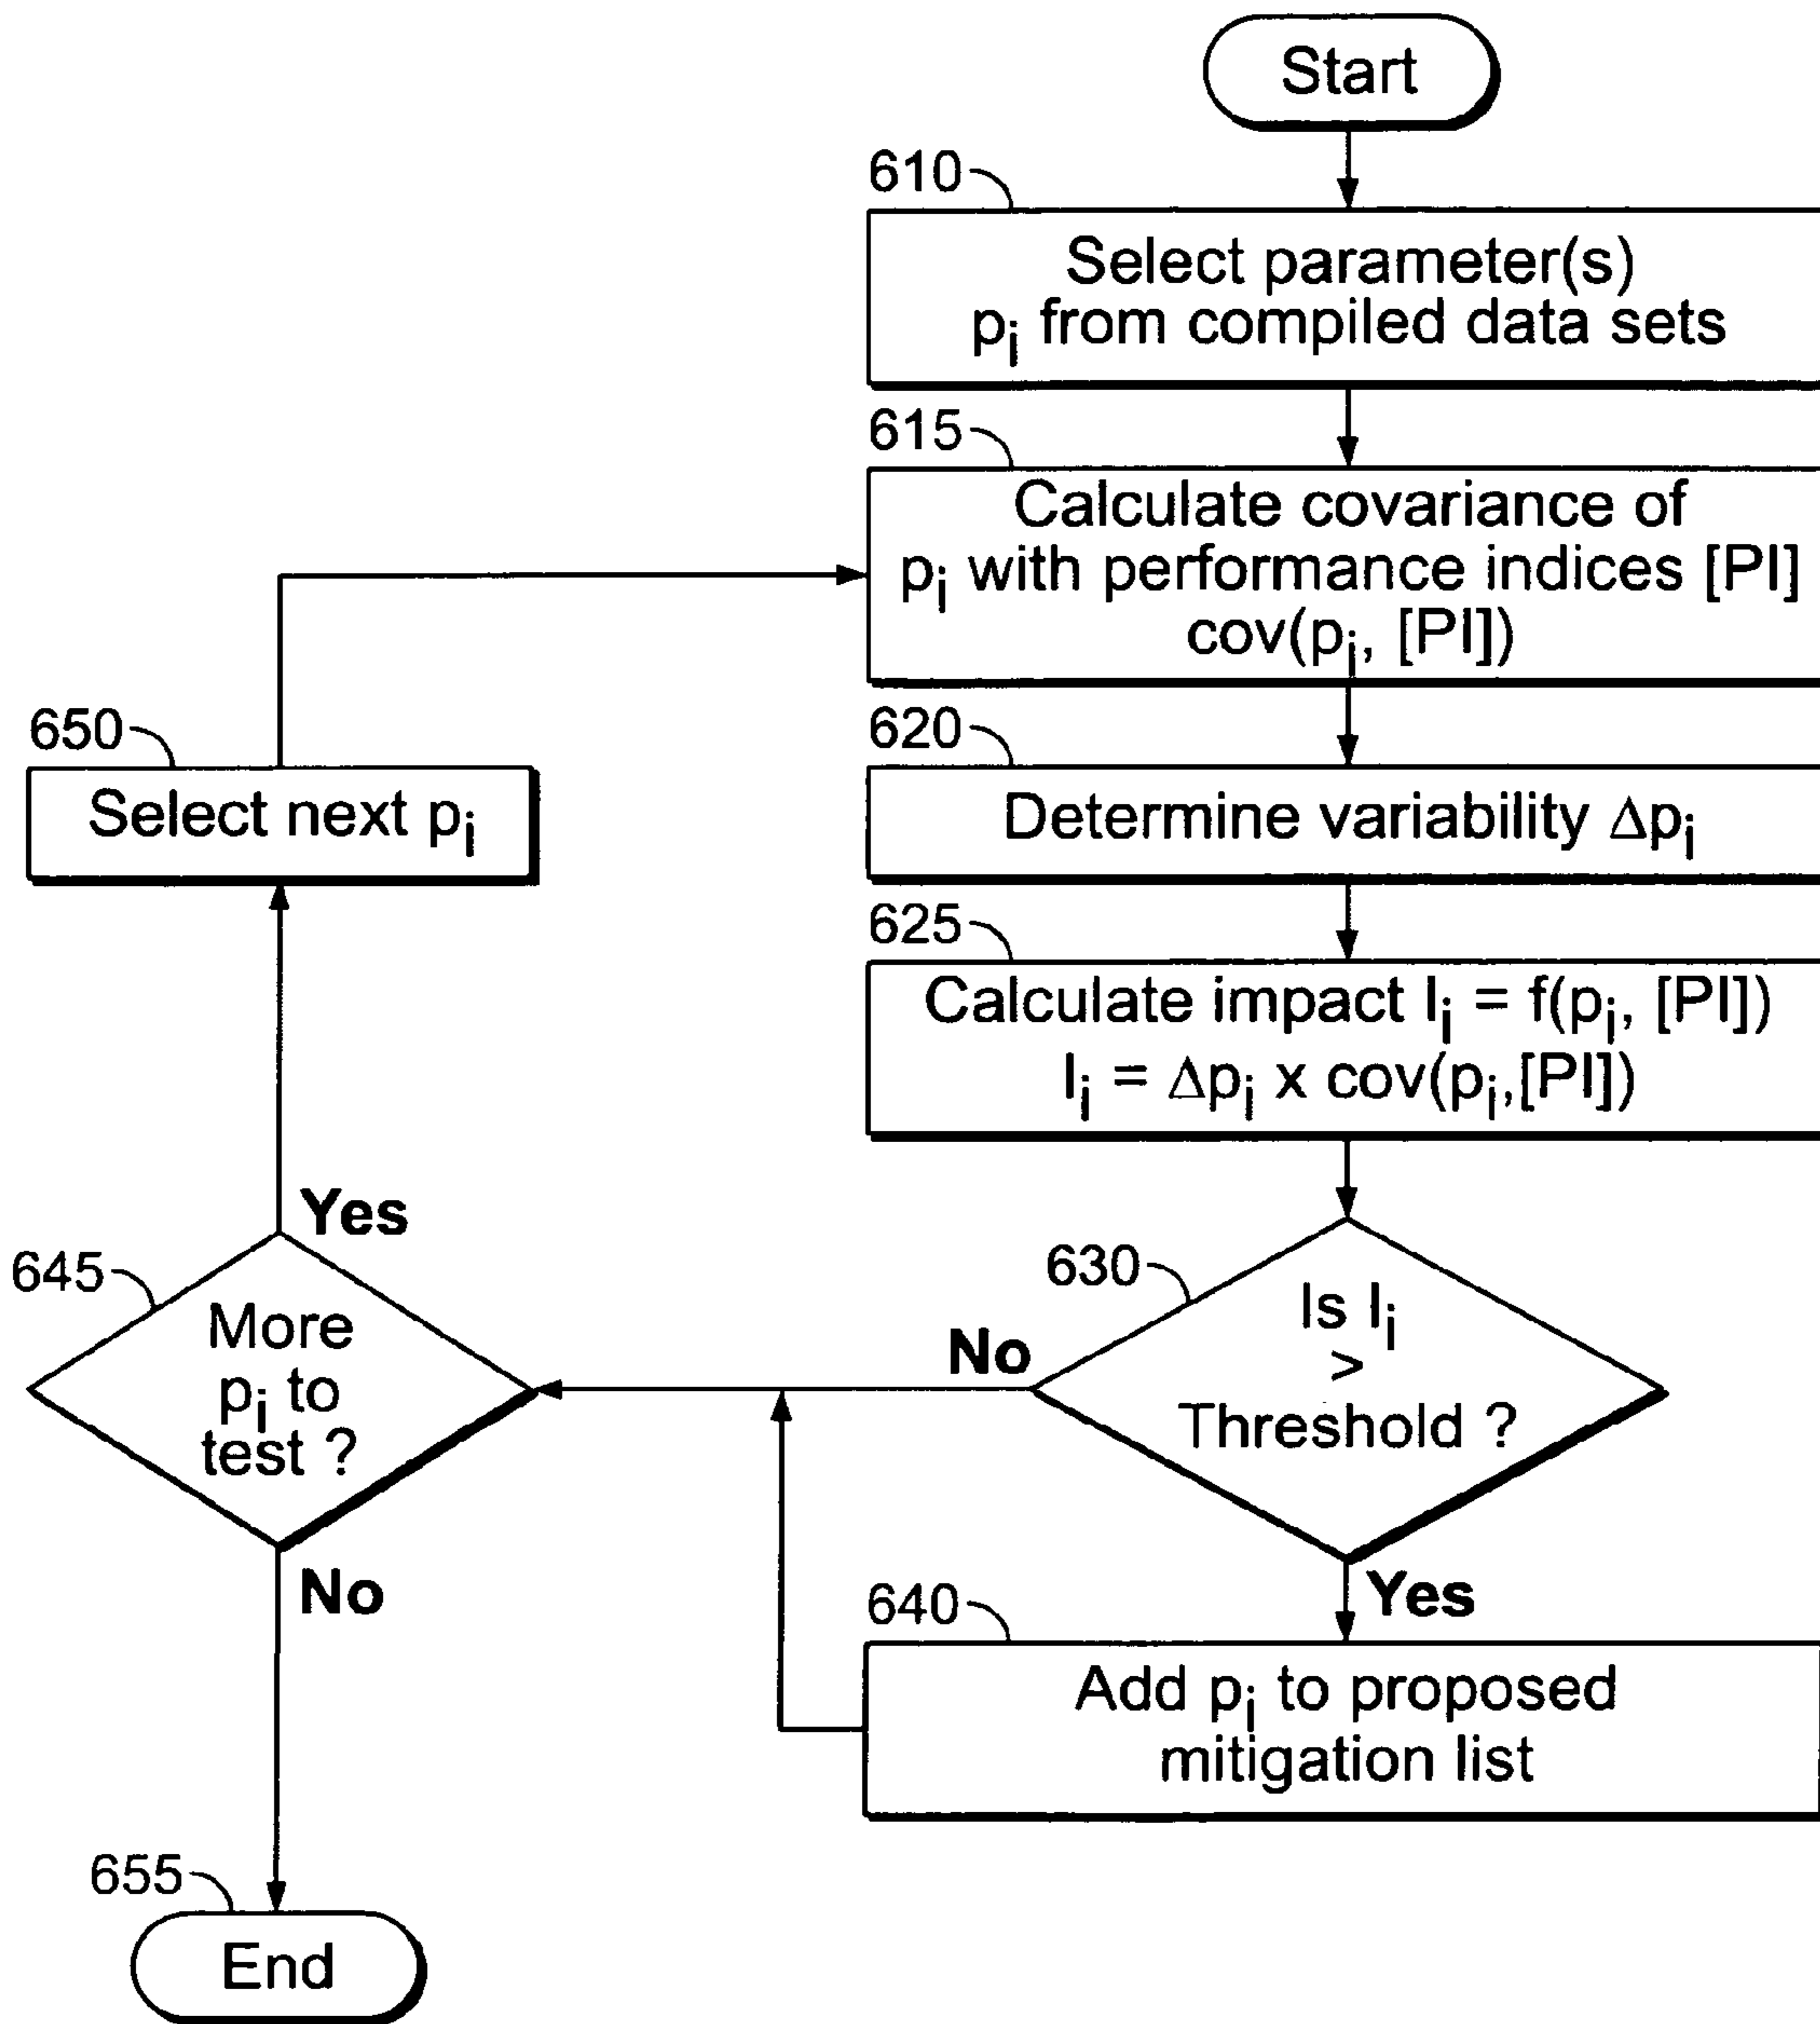 Start
610
Select parameter(s)
pi from compiled data sets
615
Calculate covariance of
pi with performance indices [PI]
cov(pi, [PI])
650
Select next pi
620
Determine variability Δpi
625
Calculate impact Ii = f(pi, [PI])
Ii = Δpi x cov(pi,[PI])
Yes
645
More
pi to
test ?
No
630
Is Ii
>
Threshold ?
No
Yes
640
Add pi to proposed
mitigation list
655
End